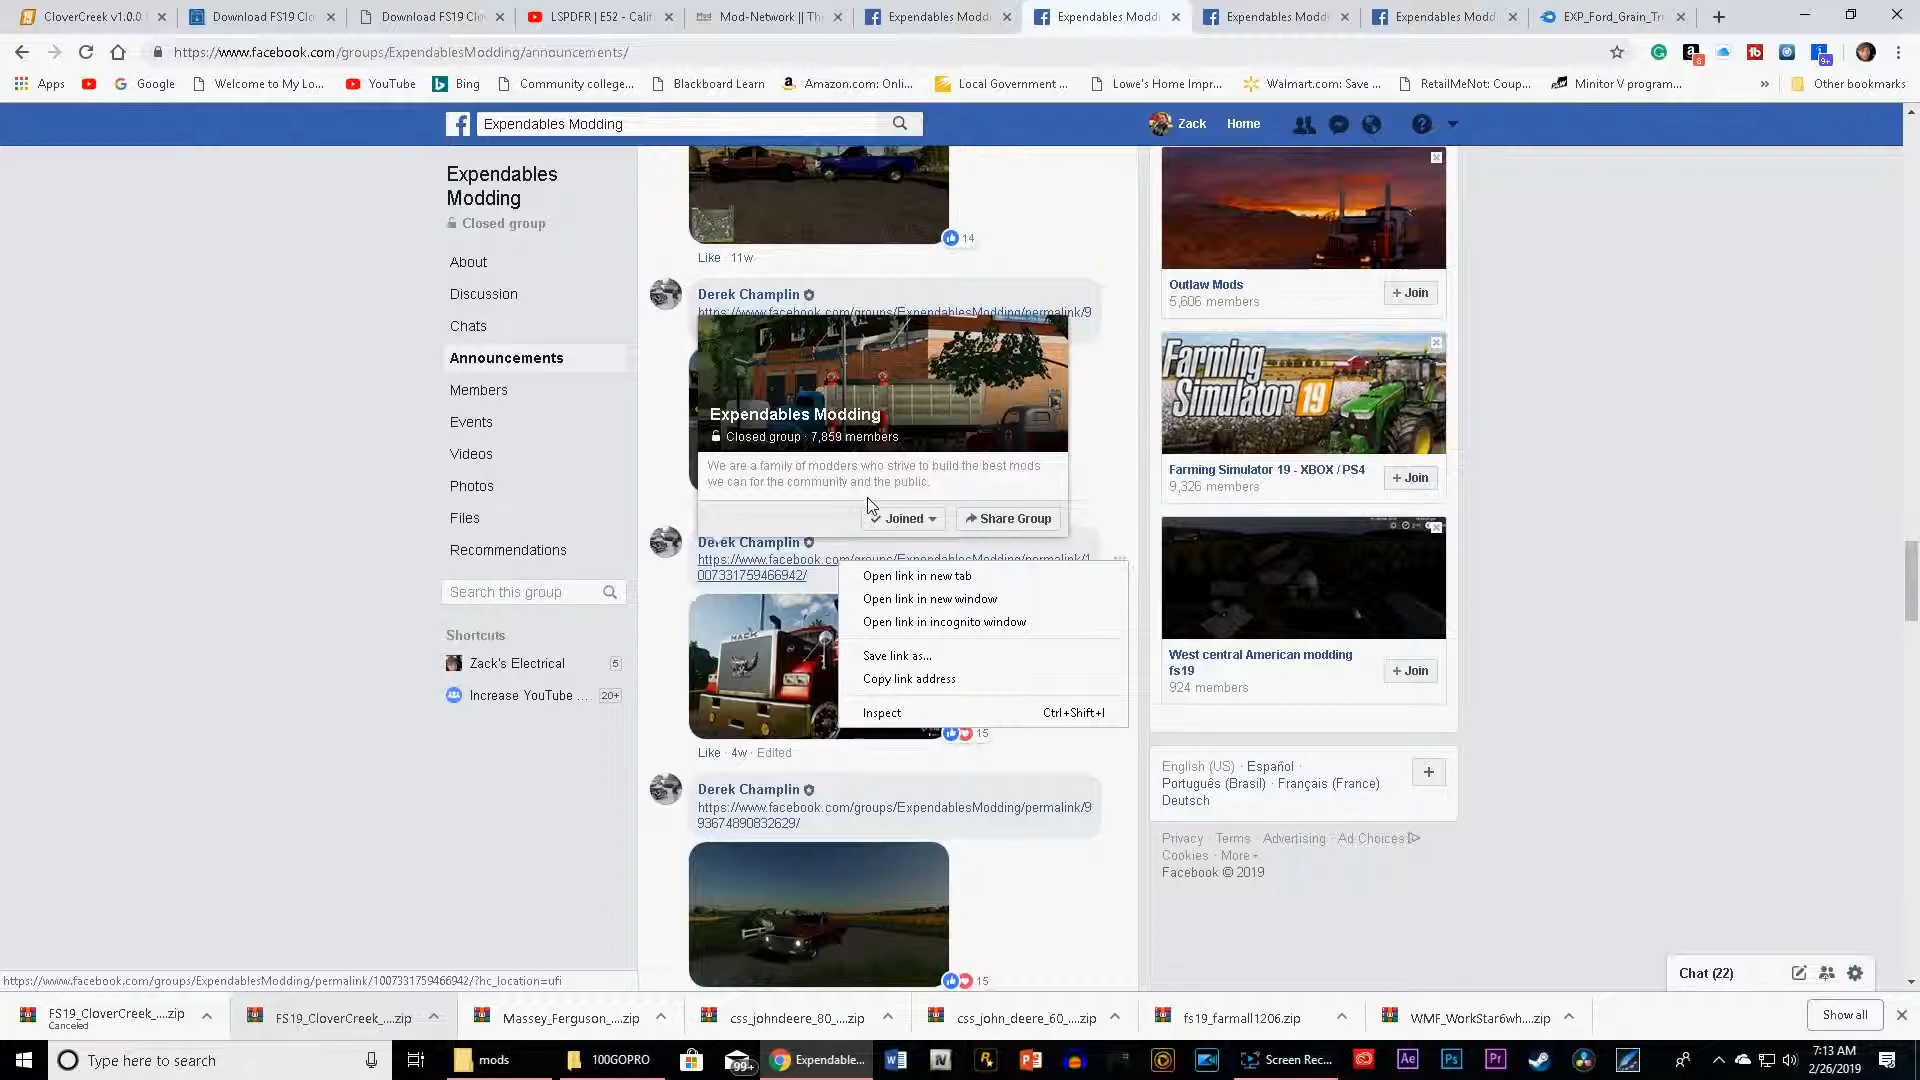 CloverCreek v1.0.0
Download FS19 Clo
Download FS19 Clo
LSPDFR | E52 - Calif
Mod-Network || Th
Expendables Modd
Expendables Modd
Expendables Modd
Expendables Modd
EXP_Ford_Grain_Tr
https://www.facebook.com/groups/ExpendablesModding/announcements/
8
9+
Apps
Google
Welcome to My Lo...
YouTube
Bing
Community college...
Blackboard Learn
Amazon.com: Onli...
Local Government ...
Lowe's Home Impr...
Walmart.com: Save ...
RetailMeNot: Coup...
Minitor V program...
»
Other bookmarks
Expendables Modding
Zack
Home
Expendables
Modding
Closed group
About
Discussion
Chats
Announcements
Members
Events
Videos
Photos
Files
Recommendations
Search this group
Shortcuts
Zack's Electrical
5
Increase YouTube ...
20+
14
Like · 11w
Derek Champlin
https://www.facebook.com/groups/ExpendablesModding/permalink/9
Expendables Modding
Closed group · 7,859 members
We are a family of modders who strive to build the best mods
we can for the community and the public.
Joined
Share Group
Derek Champlin
https://www.facebook.com/groups/ExpendablesModding/permalink/1
007331759466942/
Open link in new tab
Open link in new window
Open link in incognito window
Save link as...
Copy link address
Inspect
Ctrl+Shift+I
MACK
15
Like · 4w · Edited
Derek Champlin
https://www.facebook.com/groups/ExpendablesModding/permalink/9
93674890832629/
15
Outlaw Mods
5,606 members
+ Join
Farming
Simulator 19
Farming Simulator 19 - XBOX / PS4
9,326 members
+ Join
West central American modding
fs19
924 members
+ Join
English (US) · Español ·
Português (Brasil) · Français (France) ·
Deutsch
Privacy · Terms · Advertising · Ad Choices
Cookies · More
Facebook © 2019
Chat (22)
https://www.facebook.com/groups/ExpendablesModding/permalink/1007331759466942/?hc_location=ufi
FS19_CloverCreek_....zip
Canceled
FS19_CloverCreek_....zip
Massey_Ferguson_....zip
css_johndeere_80_....zip
css_john_deere_60_....zip
fs19_farmall1206.zip
WMF_WorkStar6wh....zip
Show all
Type here to search
mods
100GOPRO
99+
Expendable...
Screen Rec...
Ae
Ps
Pr
7:13 AM
2/26/2019